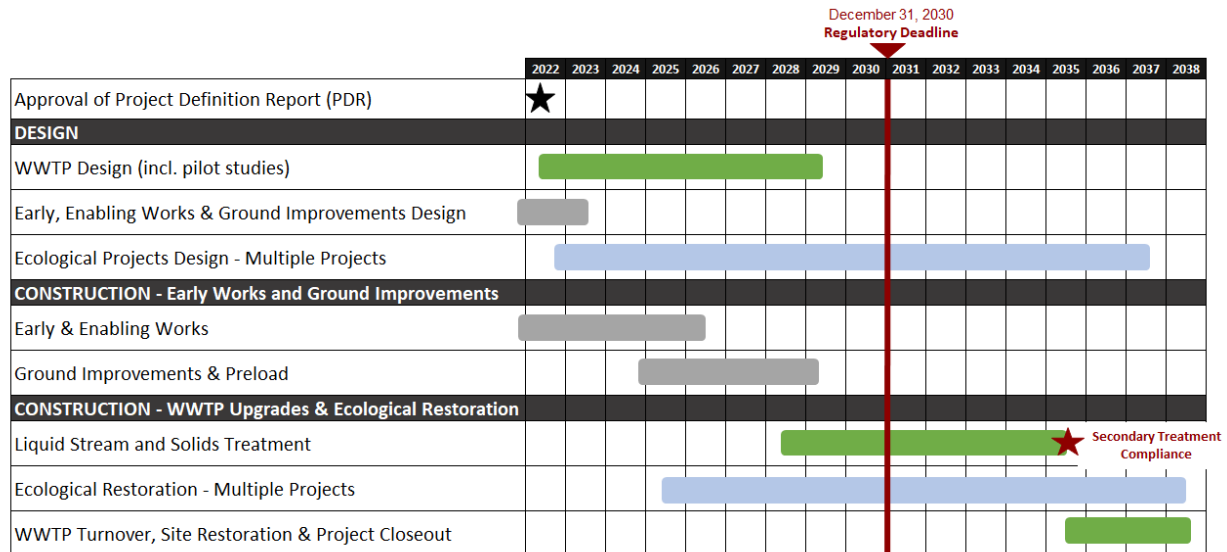 December 31, 2030
Regulatory Deadline
2022 2023 2024 2025 2026 2027 2028 2029 2030 2031 2032 2033 2034 2035 2036 2037 2038
Approval of Project Definition Report (PDR)
DESIGN
WWTP Design (incl. pilot studies)
Early, Enabling Works & Ground Improvements Design
Ecological Projects Design - Multiple Projects
CONSTRUCTION - Early Works and Ground Improvements
Early & Enabling Works
Ground Improvements & Preload
CONSTRUCTION - WWTP Upgrades & Ecological Restoration
Liquid Stream and Solids Treatment
Secondary Treatment
Compliance
Ecological Restoration - Multiple Projects
WWTP Turnover, Site Restoration & Project Closeout